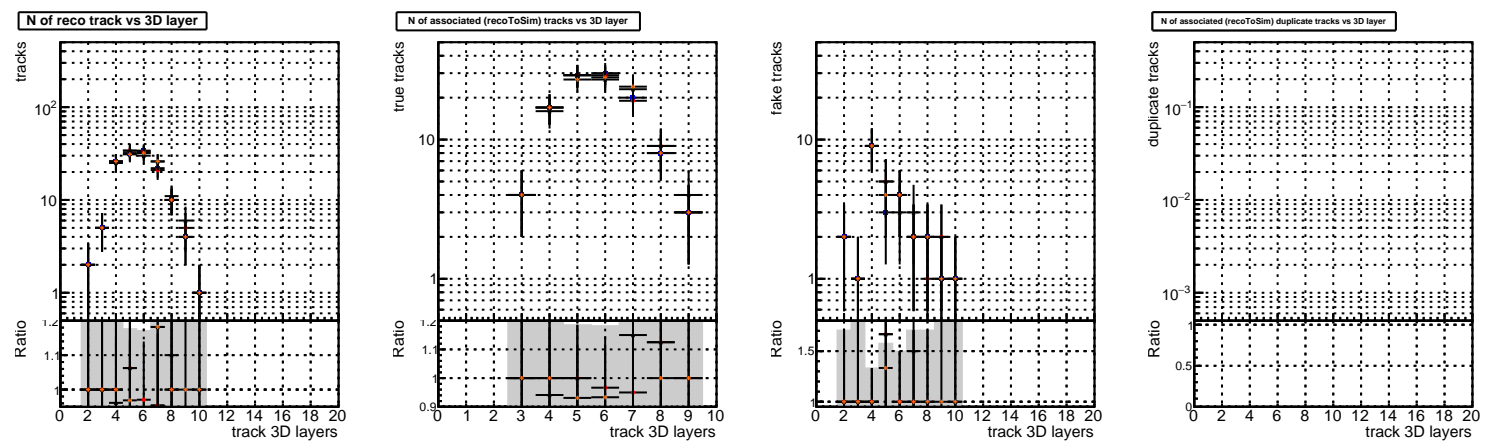 N of reco track vs 3D layer
tracks
10²
10
1
Ratio
1.2
1.1
1
0 2 4 6 8 10 12 14 16 18 20
track 3D layers
N of associated (recoToSim) tracks vs 3D layer
true tracks
10
1
Ratio
1.2
1.1
1
0.9
0 1 2 3 4 5 6 7 8 9 10
track 3D layers
fake tracks
10
1
Ratio
1.5
1
0 2 4 6 8 10 12 14 16 18 20
track 3D layers
N of associated (recoToSim) duplicate tracks vs 3D layer
duplicate tracks
10⁻¹
10⁻²
10⁻³
Ratio
1
0.5
0
0 2 4 6 8 10 12 14 16 18 20
track 3D layers